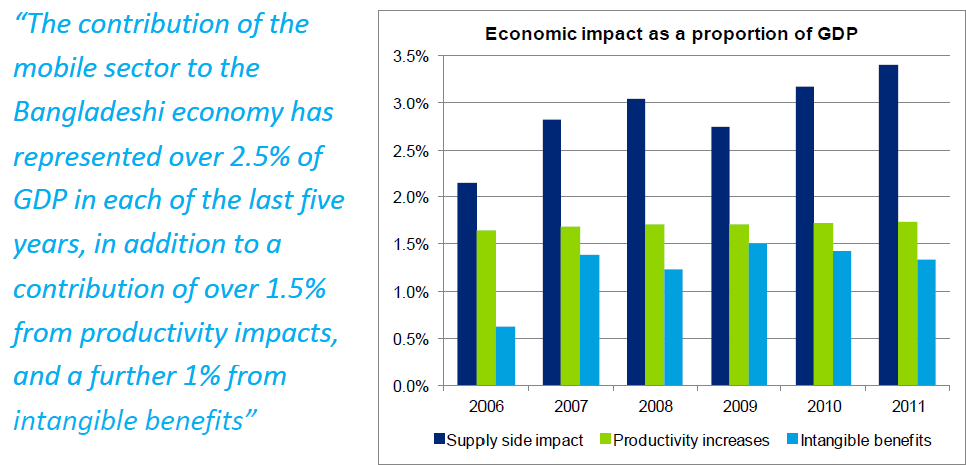 “The contribution of the
mobile sector to the
Bangladeshi economy has
represented over 2.5% of
GDP in each of the last five
years, in addition to a
contribution of over 1.5%
from productivity impacts,
and a further 1% from
intangible benefits”
Economic impact as a proportion of GDP
3.5%
3.0%
2.5%
2.0%
1.5%
1.0%
0.5%
0.0%
2006 2007 2008 2009 2010 2011
Supply side impact Productivity increases Intangible benefits